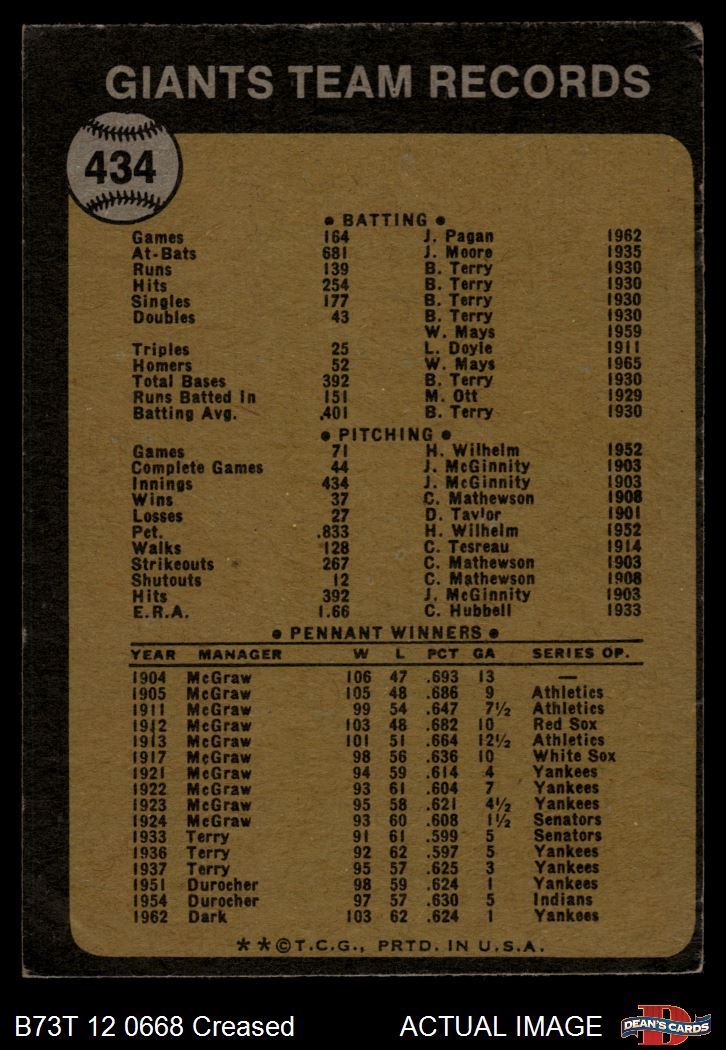 GIANTS TEAM RECORDS
434
• BATTING •
Games 164 J. Pagan 1962
At-Bats 681 J. Moore 1935
Runs 139 B. Terry 1930
Hits 254 B. Terry 1930
Singles 177 B. Terry 1930
Doubles 43 B. Terry 1930
W. Mays 1959
Triples 25 L. Doyle 1911
Homers 52 W. Mays 1965
Total Bases 392 B. Terry 1930
Runs Batted In 151 M. Ott 1929
Batting Avg. .401 B. Terry 1930
• PITCHING •
Games 71 H. Wilhelm 1952
Complete Games 44 J. McGinnity 1903
Innings 434 J. McGinnity 1903
Wins 37 C. Mathewson 1908
Losses 27 D. Taylor 1901
Pct. .833 H. Wilhelm 1952
Walks 128 C. Tesreau 1914
Strikeouts 267 C. Mathewson 1903
Shutouts 12 C. Mathewson 1908
Hits 392 J. McGinnity 1903
E.R.A. 1.66 C. Hubbell 1933
• PENNANT WINNERS •
YEAR MANAGER W L PCT GA SERIES OP.
1904 McGraw 106 47 .693 13 —
1905 McGraw 105 48 .686 9 Athletics
1911 McGraw 99 54 .647 7½ Athletics
1912 McGraw 103 48 .682 10 Red Sox
1913 McGraw 101 51 .664 12½ Athletics
1917 McGraw 98 56 .636 10 White Sox
1921 McGraw 94 59 .614 4 Yankees
1922 McGraw 93 61 .604 7 Yankees
1923 McGraw 95 58 .621 4½ Yankees
1924 McGraw 93 60 .608 1½ Senators
1933 Terry 91 61 .599 5 Senators
1936 Terry 92 62 .597 5 Yankees
1937 Terry 95 57 .625 3 Yankees
1951 Durocher 98 59 .624 1 Yankees
1954 Durocher 97 57 .630 5 Indians
1962 Dark 103 62 .624 1 Yankees
**©T.C.G., PRTD. IN U.S.A.
B73T 12 0668 Creased ACTUAL IMAGE
D
DEAN'S CARDS